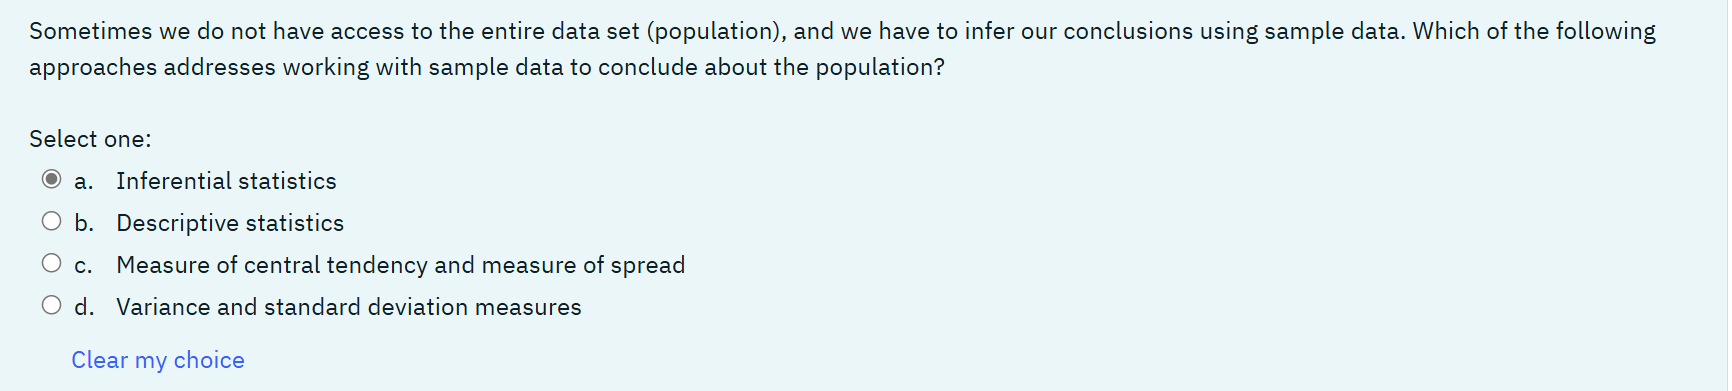 Sometimes we do not have access to the entire data set (population), and we have to infer our conclusions using sample data. Which of the following
approaches addresses working with sample data to conclude about the population?
Select one:
a. Inferential statistics
b. Descriptive statistics
c. Measure of central tendency and measure of spread
d. Variance and standard deviation measures
Clear my choice